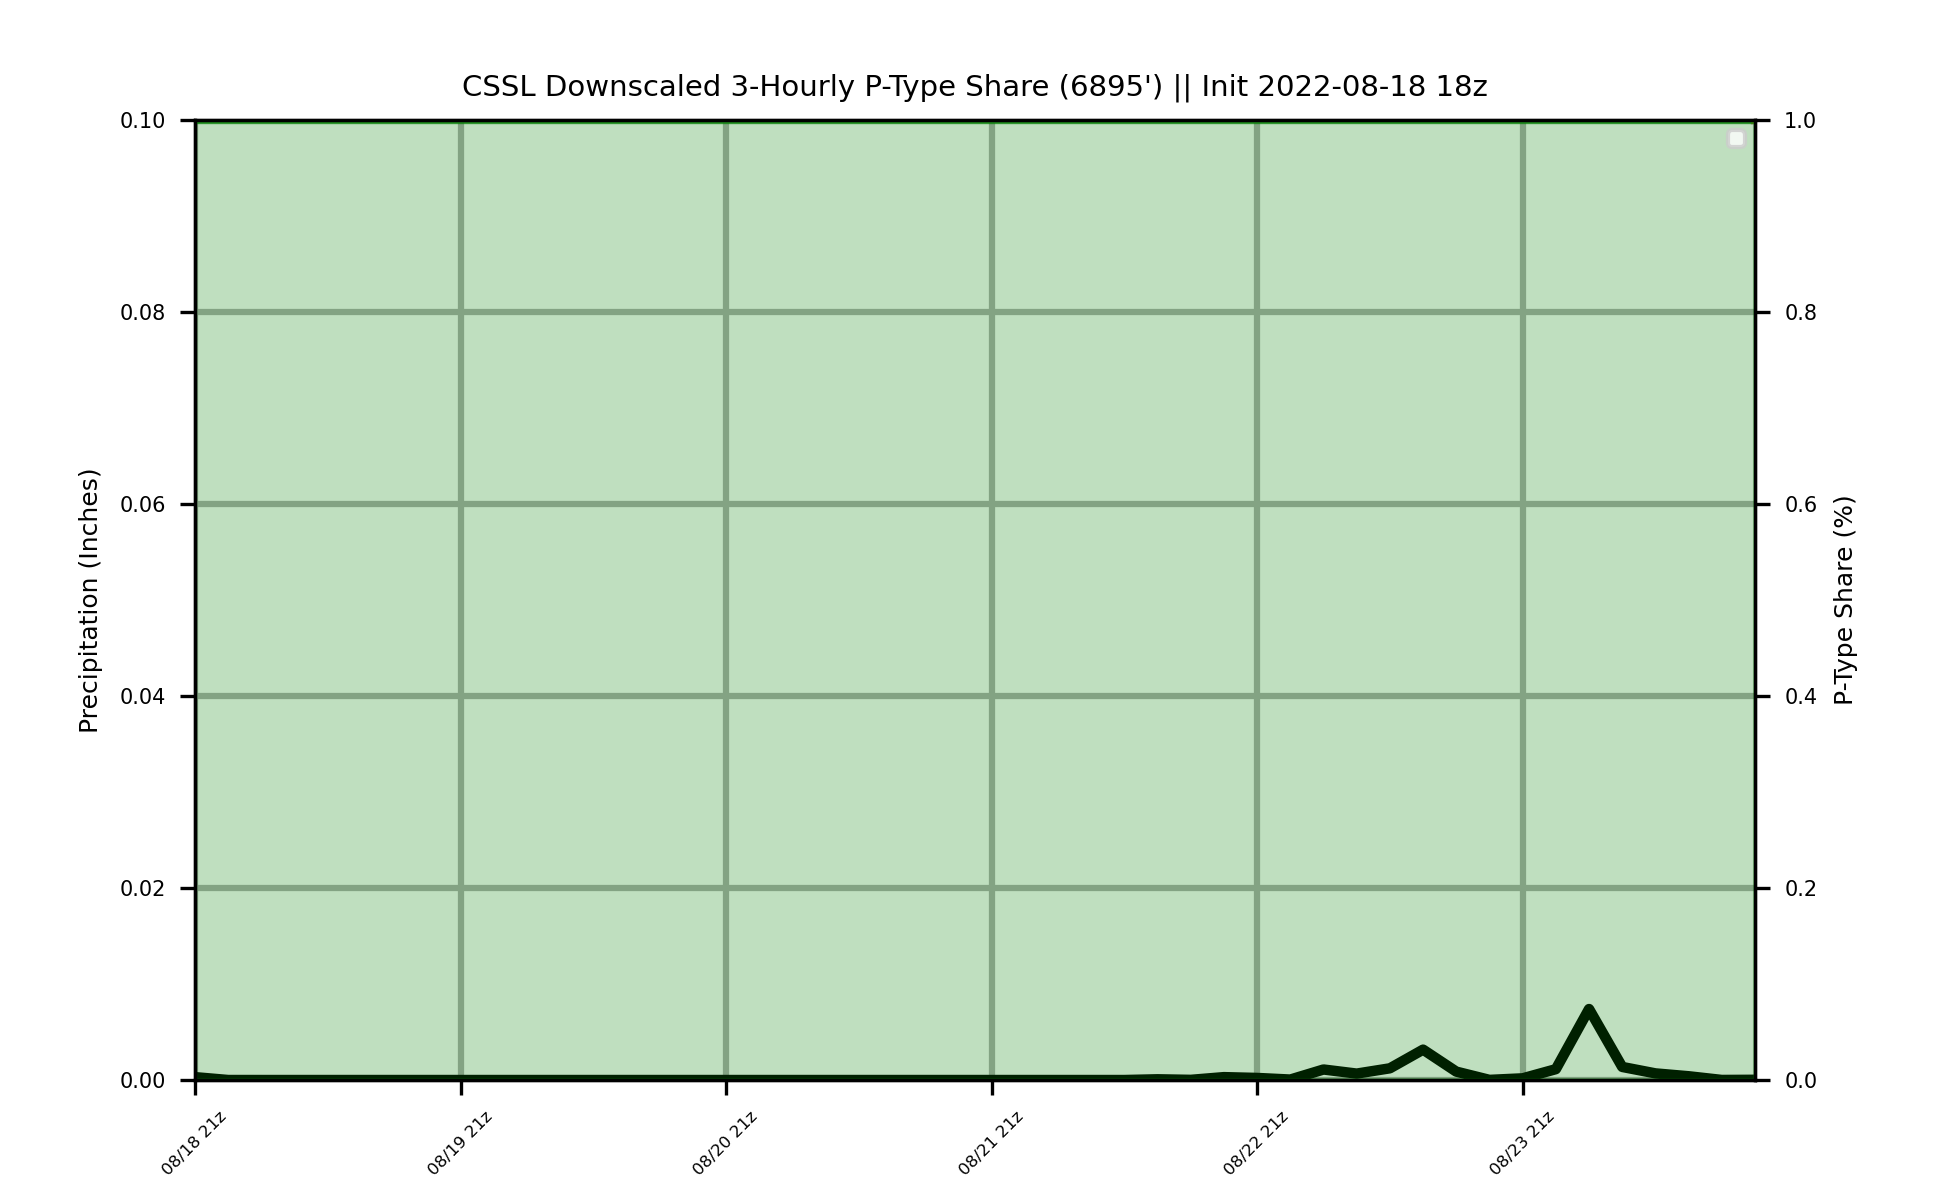 CSSL Downscaled 3-Hourly P-Type Share (6895') || Init 2022-08-18 18z
Precipitation (Inches)
0.10
0.08
0.06
0.04
0.02
0.00
1.0
0.8
0.6
0.4
0.2
0.0
P-Type Share (%)
08/18 21z
08/19 21z
08/20 21z
08/21 21z
08/22 21z
08/23 21z